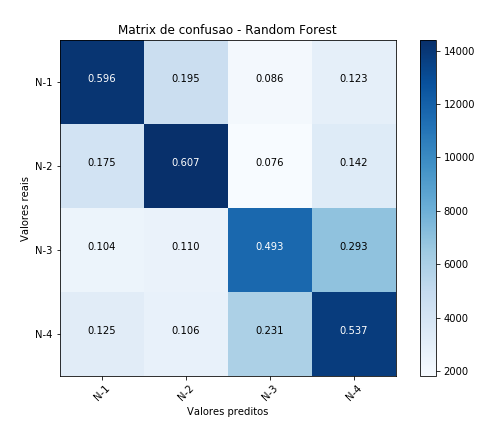 Matrix de confusao - Random Forest
N-1 0.596 0.195 0.086 0.123
N-2 0.175 0.607 0.076 0.142
N-3 0.104 0.110 0.493 0.293
N-4 0.125 0.106 0.231 0.537
N-1 N-2 N-3 N-4
Valores preditos
Valores reais
14000
12000
10000
8000
6000
4000
2000